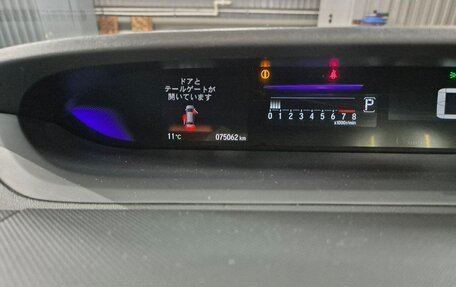 ドアと
テールゲートが
開いています
11℃
075062 km
P
0 1 2 3 4 5 6 7 8
x1000r/min